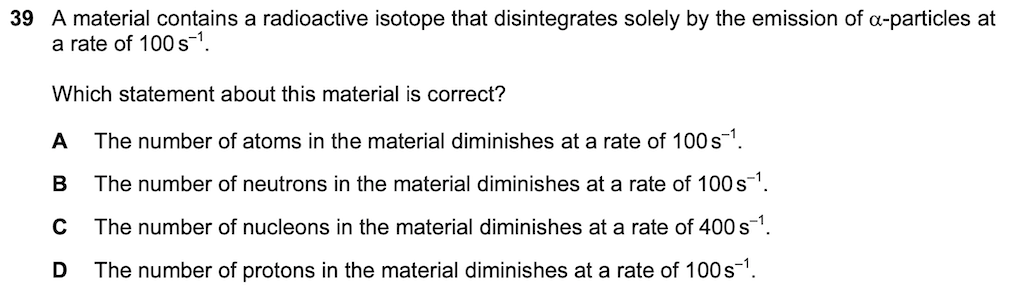 39 A material contains a radioactive isotope that disintegrates solely by the emission of α-particles at
a rate of 100 s⁻¹.
Which statement about this material is correct?
A The number of atoms in the material diminishes at a rate of 100 s⁻¹.
B The number of neutrons in the material diminishes at a rate of 100 s⁻¹.
C The number of nucleons in the material diminishes at a rate of 400 s⁻¹.
D The number of protons in the material diminishes at a rate of 100 s⁻¹.